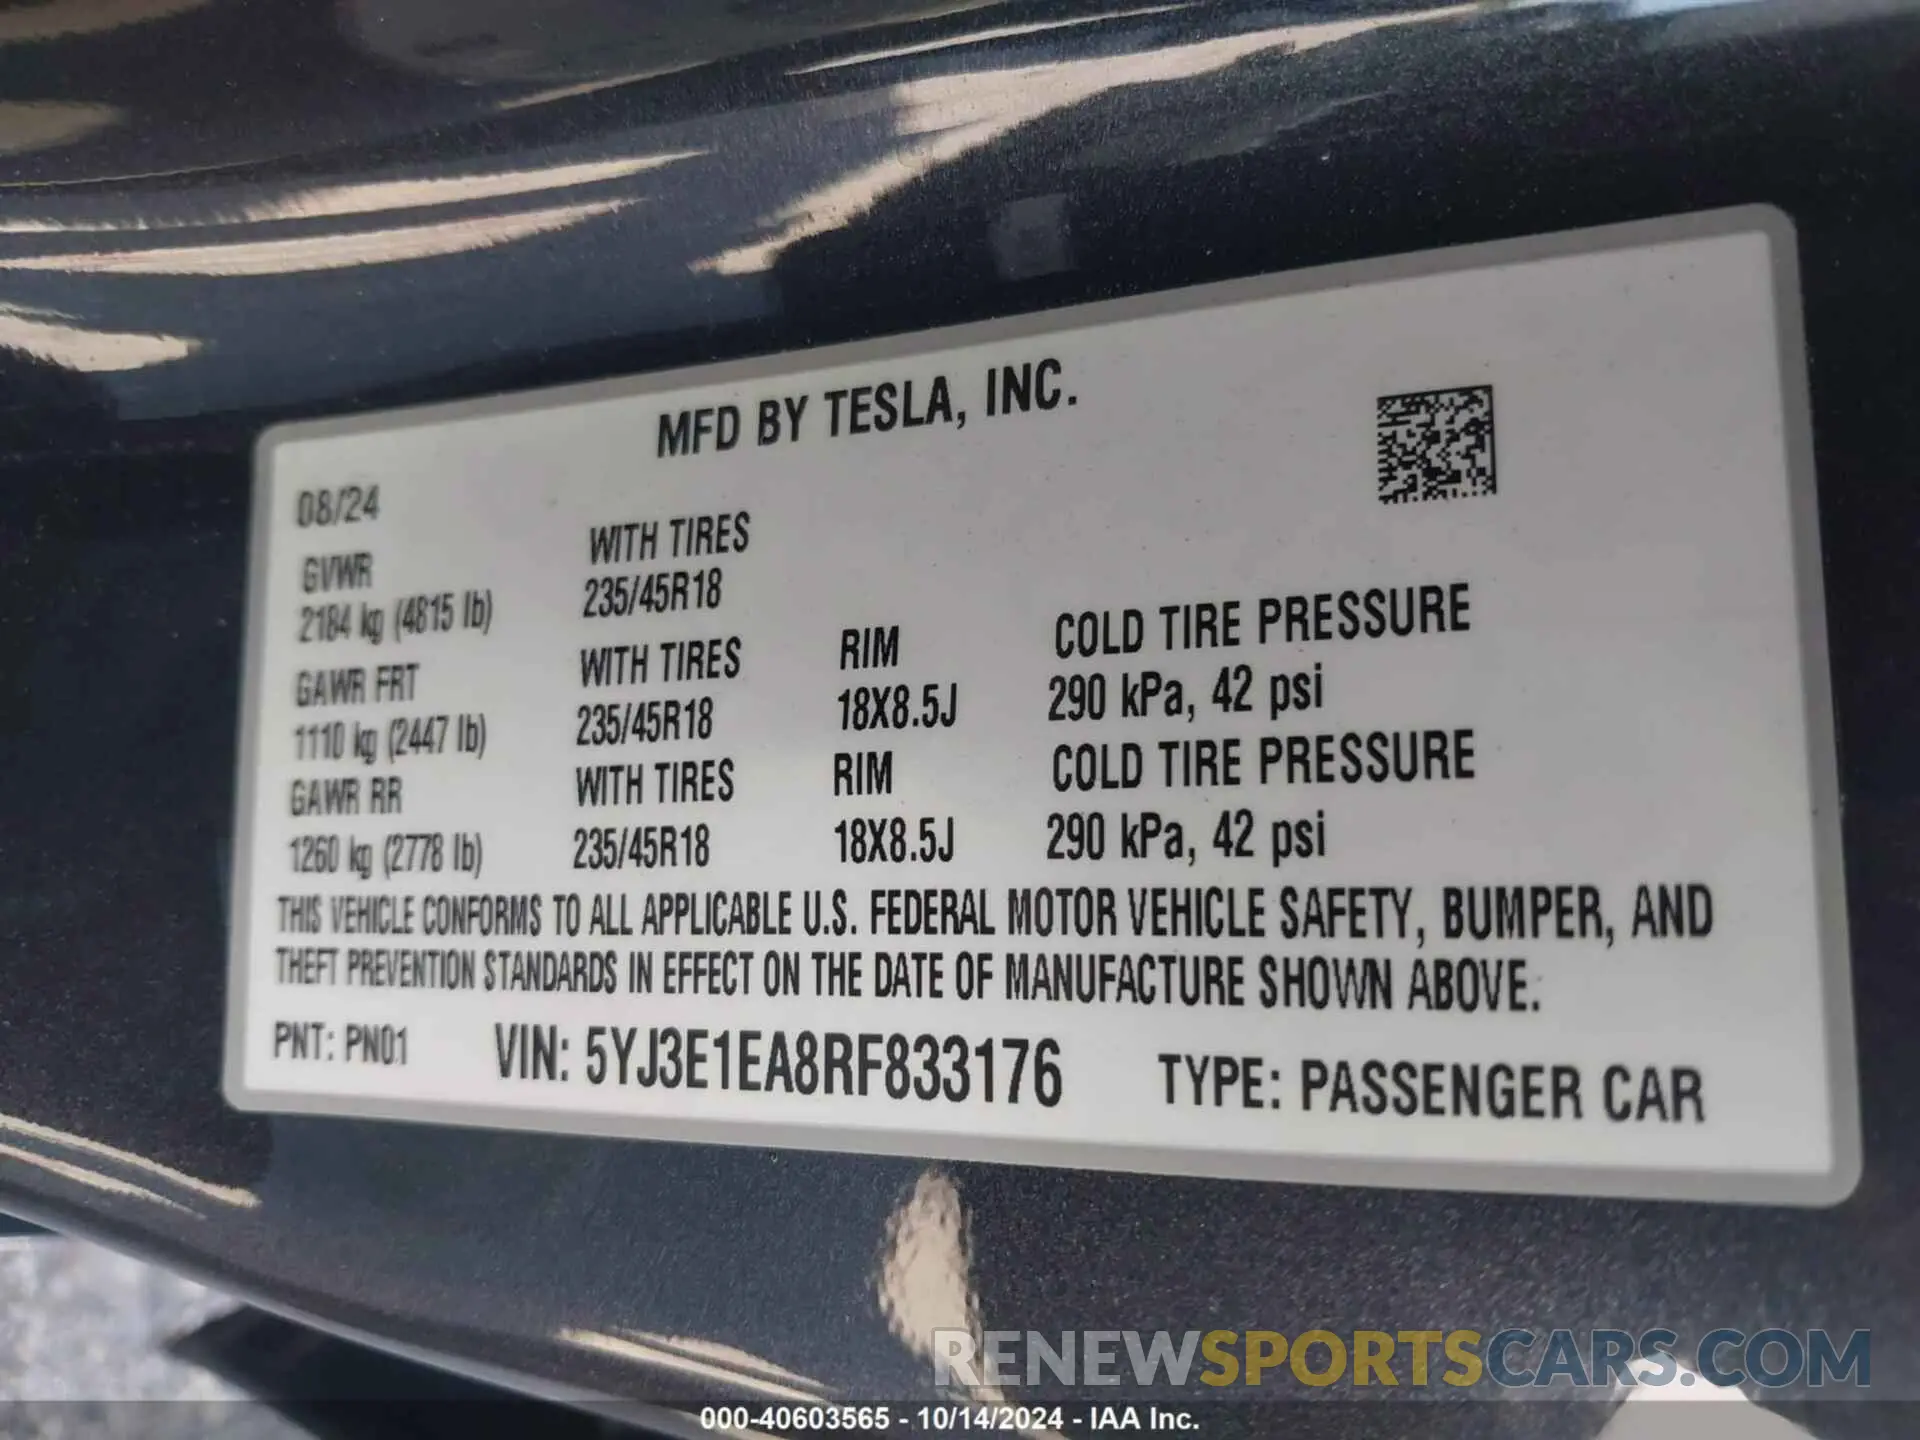 MFD BY TESLA, INC.
08/24
GVWR
2184 kg (4815 lb)
WITH TIRES
235/45R18
GAWR FRT
1110 kg (2447 lb)
WITH TIRES
235/45R18
RIM
18X8.5J
COLD TIRE PRESSURE
290 kPa, 42 psi
GAWR RR
1260 kg (2778 lb)
WITH TIRES
235/45R18
RIM
18X8.5J
COLD TIRE PRESSURE
290 kPa, 42 psi
THIS VEHICLE CONFORMS TO ALL APPLICABLE U.S. FEDERAL MOTOR VEHICLE SAFETY, BUMPER, AND
THEFT PREVENTION STANDARDS IN EFFECT ON THE DATE OF MANUFACTURE SHOWN ABOVE.
PNT: PN01 VIN: 5YJ3E1EA8RF833176 TYPE: PASSENGER CAR
RENEWSPORTSCARS.COM
000-40603565 - 10/14/2024 - IAA Inc.